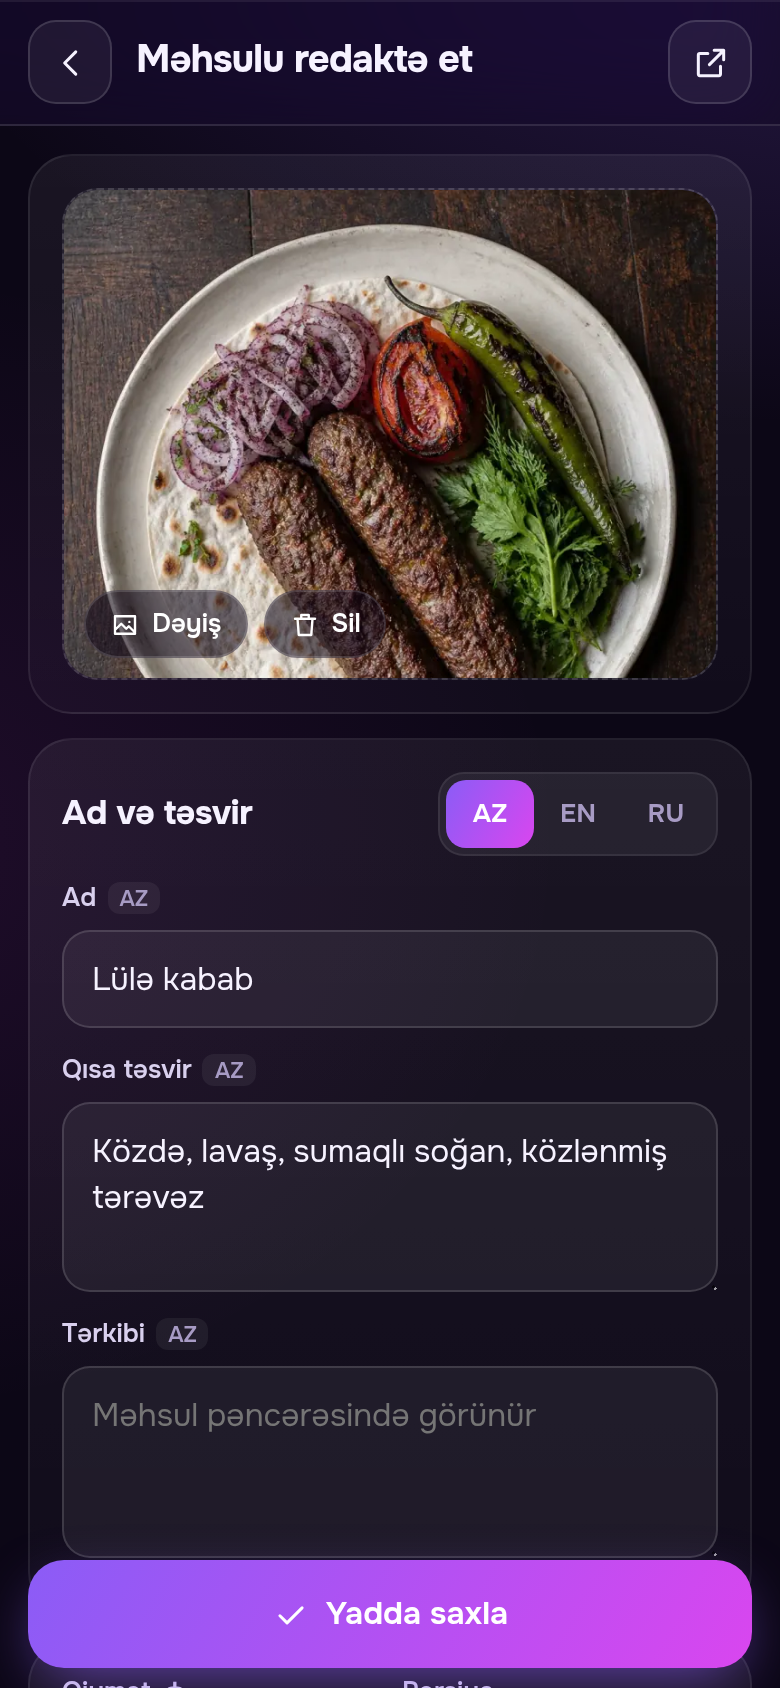 Məhsulu redaktə et
Dəyiş
Sil
Ad və təsvir
AZ EN RU
Ad AZ
Lülə kabab
Qısa təsvir AZ
Közdə, lavaş, sumaqlı soğan, közlənmiş
tərəvəz
Tərkibi AZ
Məhsul pəncərəsində görünür
Yadda saxla